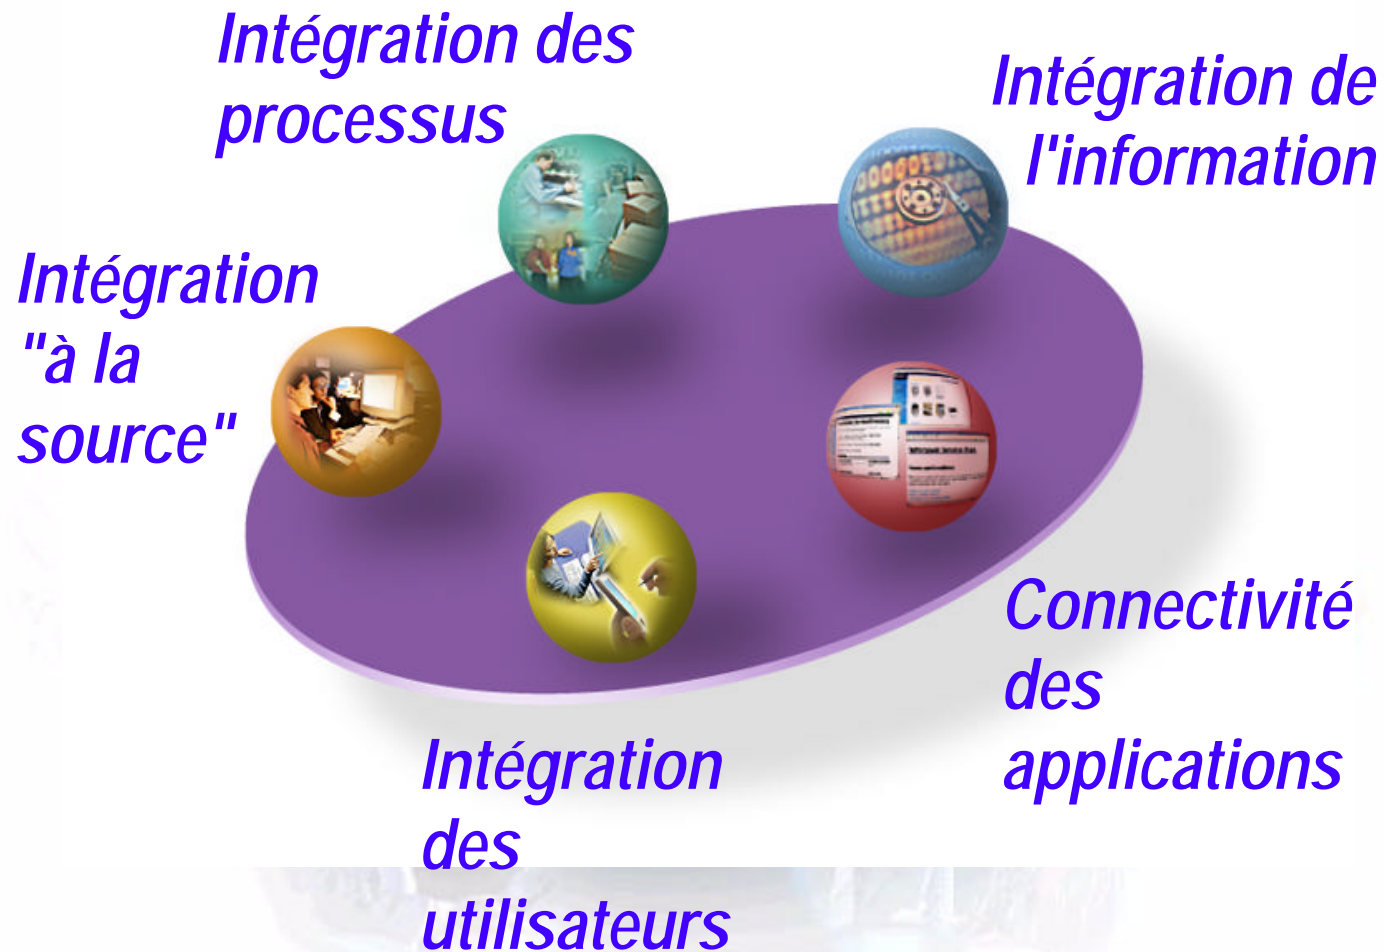 Intégration des
processus
Intégration de
l'information
Intégration
"à la
source"
Connectivité
des
applications
Intégration
des
utilisateurs